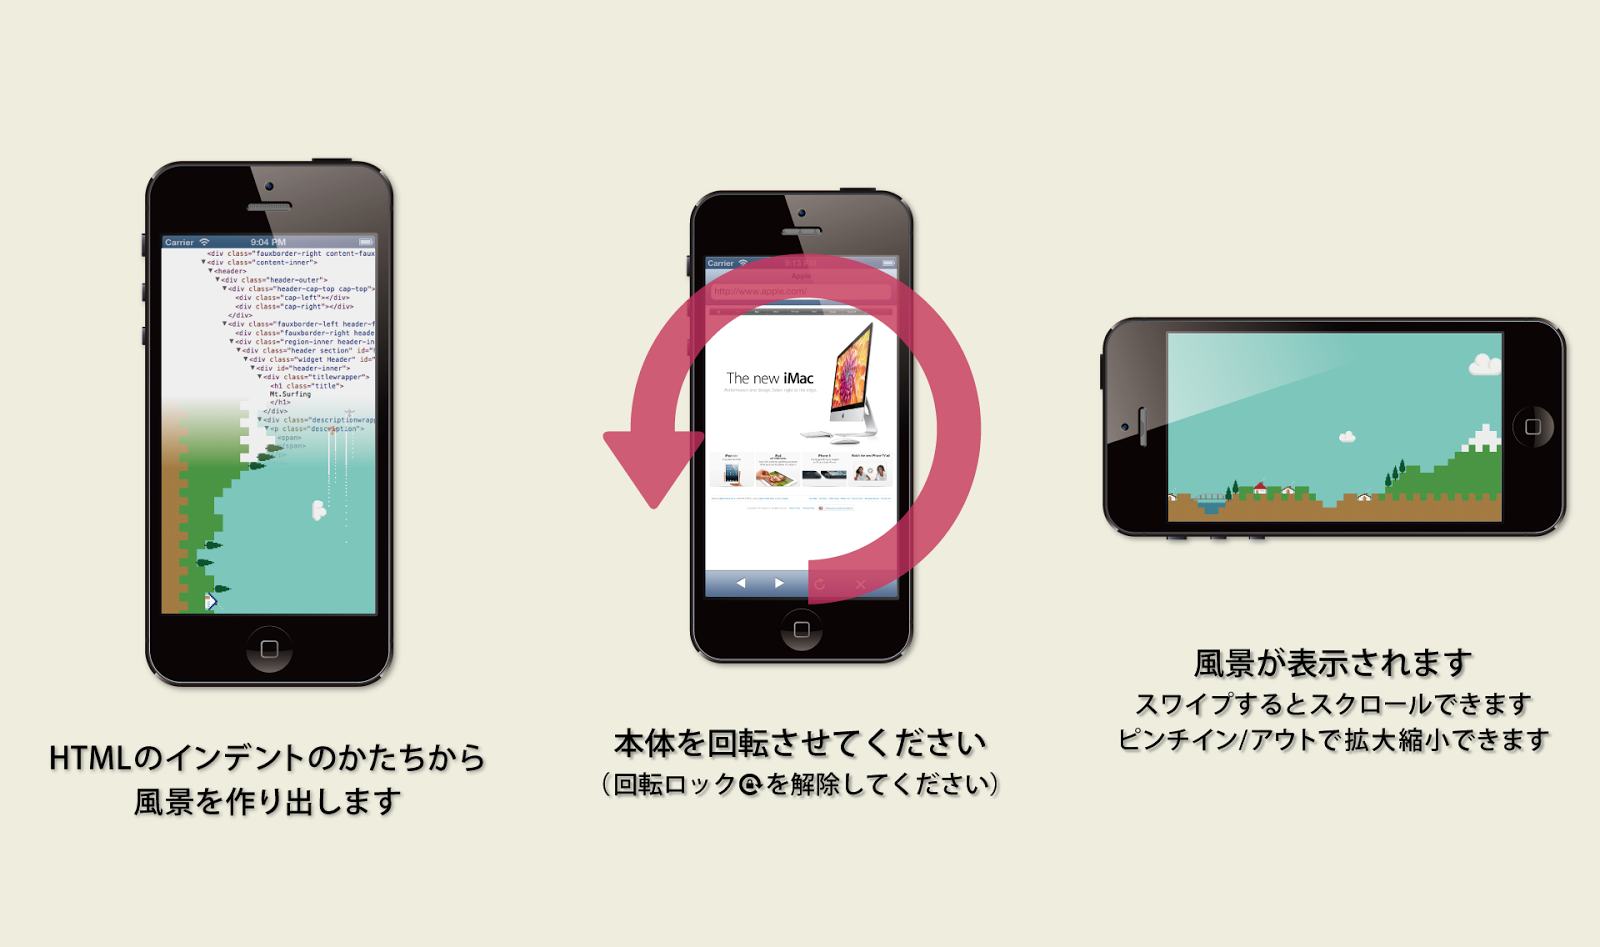 Carrier 9:04 PM
<div class="fauxborder-right content-faux
▼<div class="content-inner">
▼<header>
▼<div class="header-outer">
▼<div class="header-cap-top cap-top">
<div class="cap-left"></div>
<div class="cap-right"></div>
</div>
▼<div class="fauxborder-left header-f
<div class="fauxborder-right heade
▼<div class="region-inner header-in
▼<div class="header section" id="h
▼<div class="widget Header" id="
▼<div id="header-inner">
▼<div class="titlewrapper">
<h1 class="title">
Mt.Surfing
</h1>
</div>
▼<div class="descriptionwrapp
▼<p class="description">
<span>
</span>
HTMLのインデントのかたちから
風景を作り出します
Carrier
Apple
http://www.apple.com/
The new iMac
本体を回転させてください
（回転ロックを解除してください）
風景が表示されます
スワイプするとスクロールできます
ピンチイン/アウトで拡大縮小できます